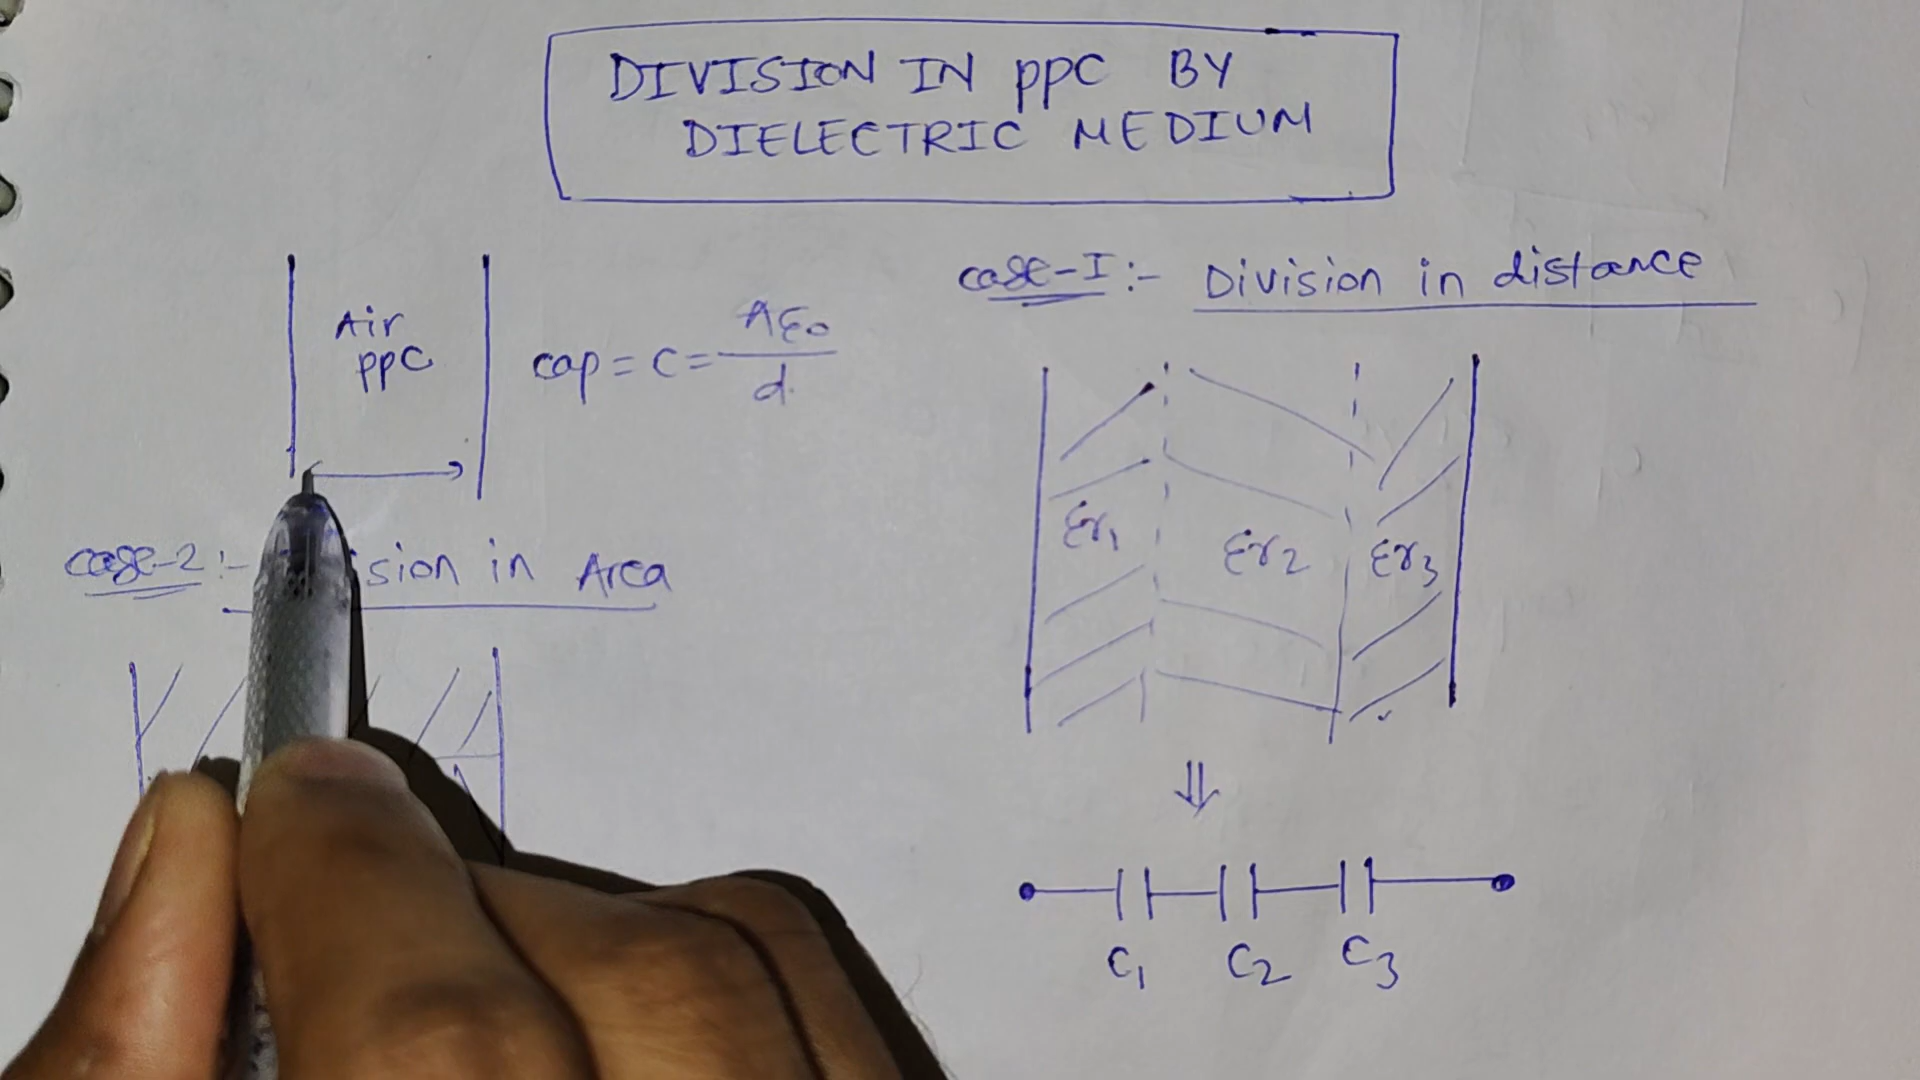 DIVISION IN ppC BY
DIELECTRIC MEDIUM
Air
ppC
cap = C = Aε₀/d
case-2:- sion in Area
case-I:- Division in distance
εr₁ εr₂ εr₃
⇓
C₁ C₂ C₃